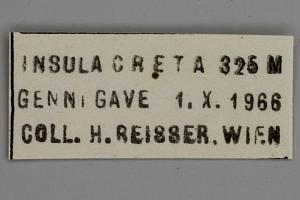 INSULA CRETA 325 M
GENNI GAVE 1. X. 1966
COLL. H. REISSER, WIEN